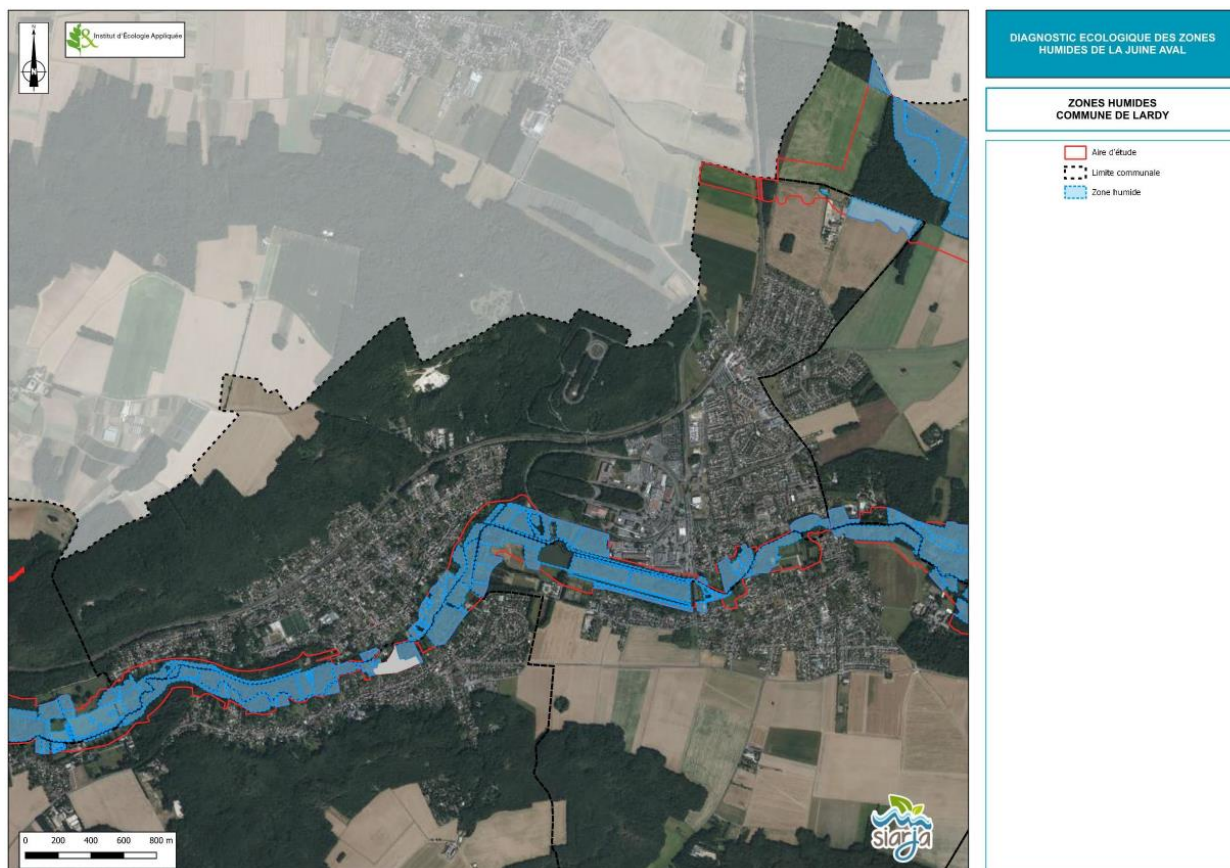 N
Institut d'Écologie Appliquée
DIAGNOSTIC ECOLOGIQUE DES ZONES
HUMIDES DE LA JUINE AVAL
ZONES HUMIDES
COMMUNE DE LARDY
Aire d'étude
Limite communale
Zone humide
0 200 400 600 800 m
siarja